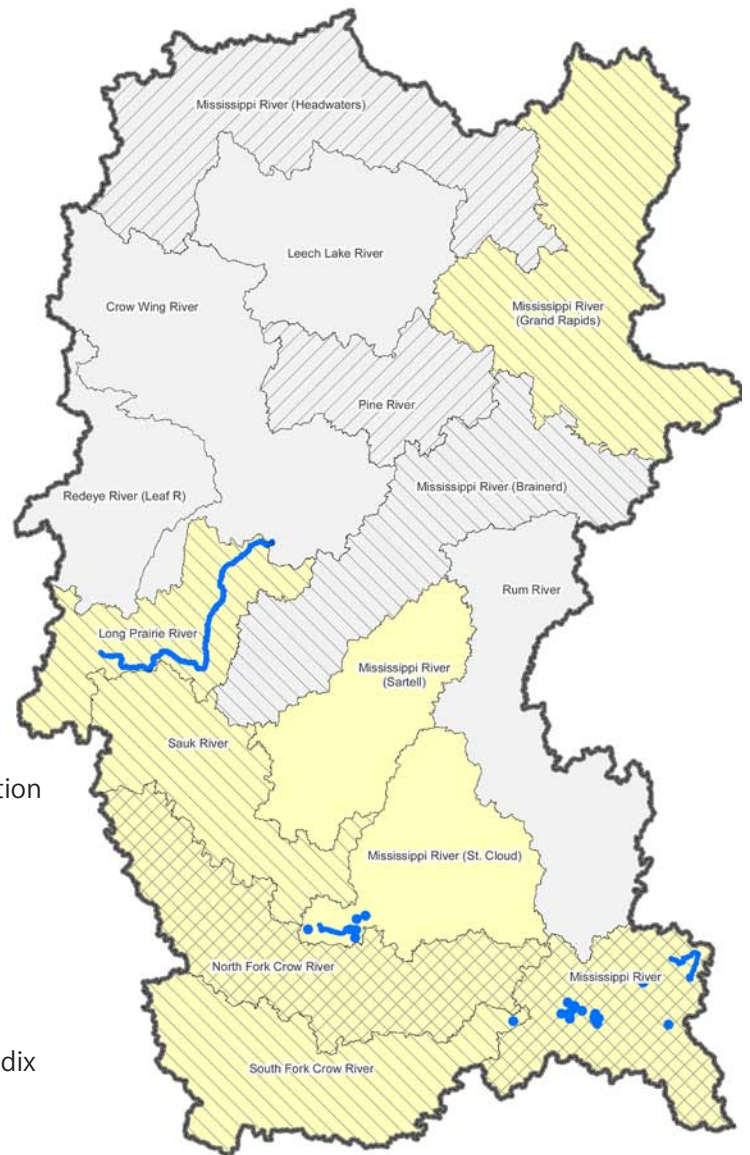 Mississippi River (Headwaters)
Leech Lake River
Crow Wing River
Mississippi River
(Grand Rapids)
Pine River
Redeye River (Leaf R)
Mississippi River (Brainerd)
Rum River
Long Prairie River
Mississippi River
(Sartell)
Sauk River
tion
Mississippi River (St. Cloud)
North Fork Crow River
Mississippi River
dix
South Fork Crow River